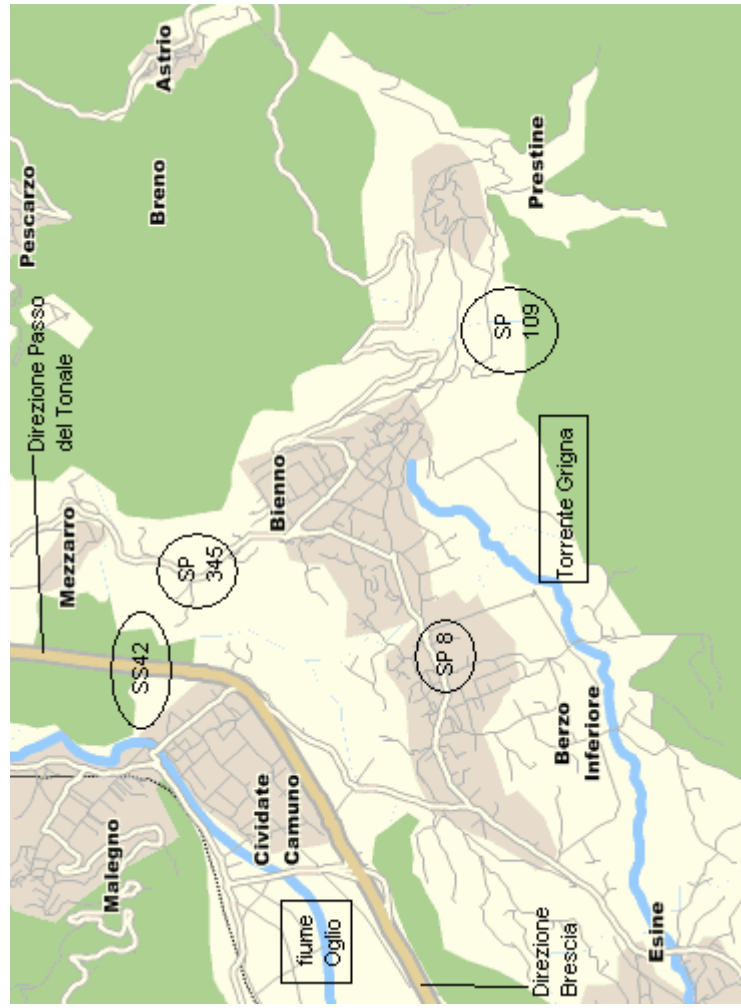 Pescarzo
Astrio
Breno
Direzione Passo
del Tonale
Prestine
Mezzarro
SP
345
Bienno
SP
109
SS42
Torrente Grigna
SP 8
Malegno
Cividate
Camuno
Berzo
Inferiore
fiume
Oglio
Direzione
Brescia
Esine